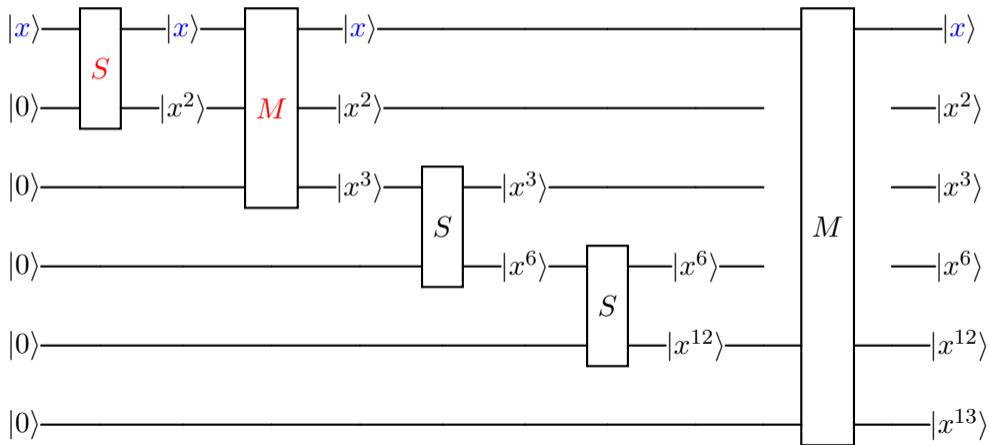 |x⟩ |x⟩ |x⟩ |x⟩
S
|0⟩ |x²⟩ M |x²⟩ |x²⟩
|0⟩ |x³⟩ |x³⟩ |x³⟩
S M
|0⟩ |x⁶⟩ |x⁶⟩ |x⁶⟩
S
|0⟩ |x¹²⟩ |x¹²⟩
|0⟩ |x¹³⟩